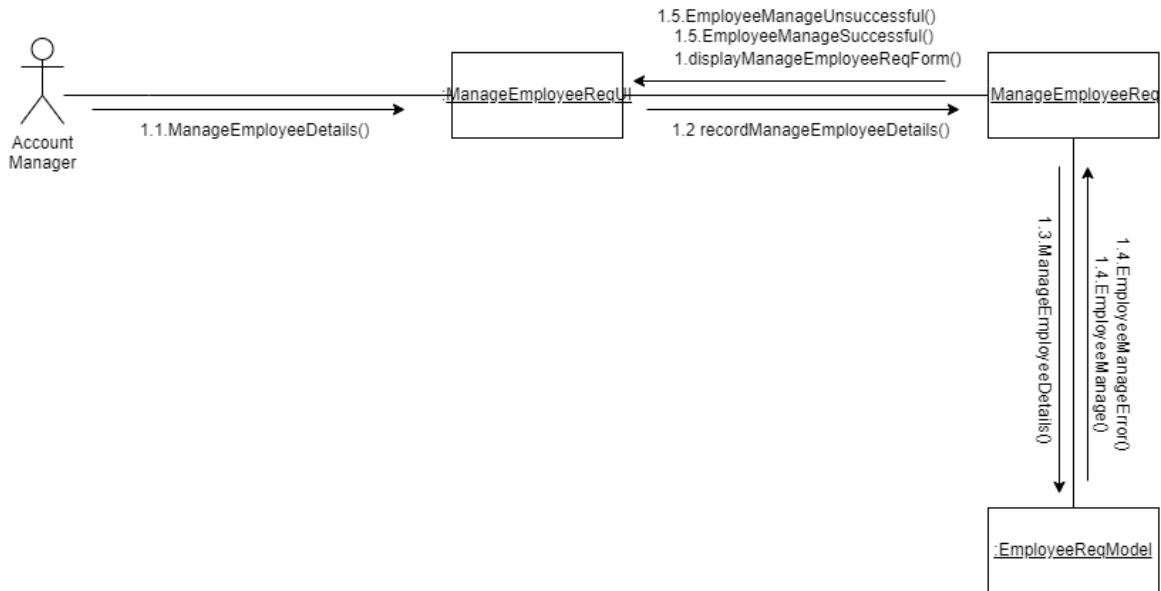 1.5.EmployeeManageUnsuccessful()
1.5.EmployeeManageSuccessful()
1.displayManageEmployeeReqForm()
:ManageEmployeeReqUI
ManageEmployeeReq
1.1.ManageEmployeeDetails()
1.2 recordManageEmployeeDetails()
Account
Manager
1.3.ManageEmployeeDetails()
1.4.EmployeeManageError()
1.4.EmployeeManage()
:EmployeeReqModel